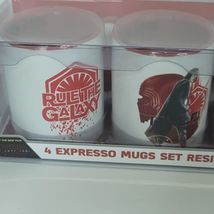 RULE THE
GALAXY
4 EXPRESSO MUGS SET RESI